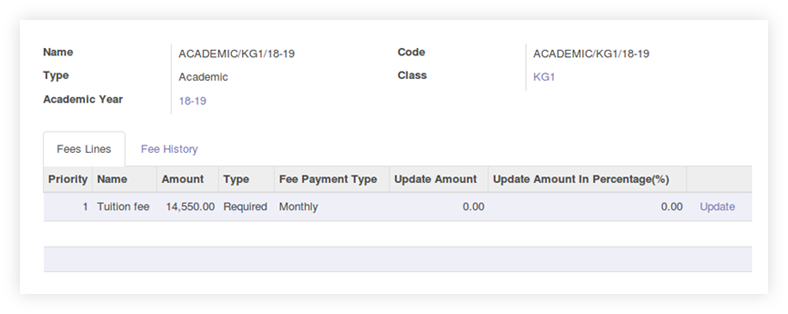 Name ACADEMIC/KG1/18-19 Code ACADEMIC/KG1/18-19
Type Academic Class KG1
Academic Year 18-19
Fees Lines Fee History
Priority Name Amount Type Fee Payment Type Update Amount Update Amount In Percentage(%)
1 Tuition fee 14,550.00 Required Monthly 0.00 0.00 Update